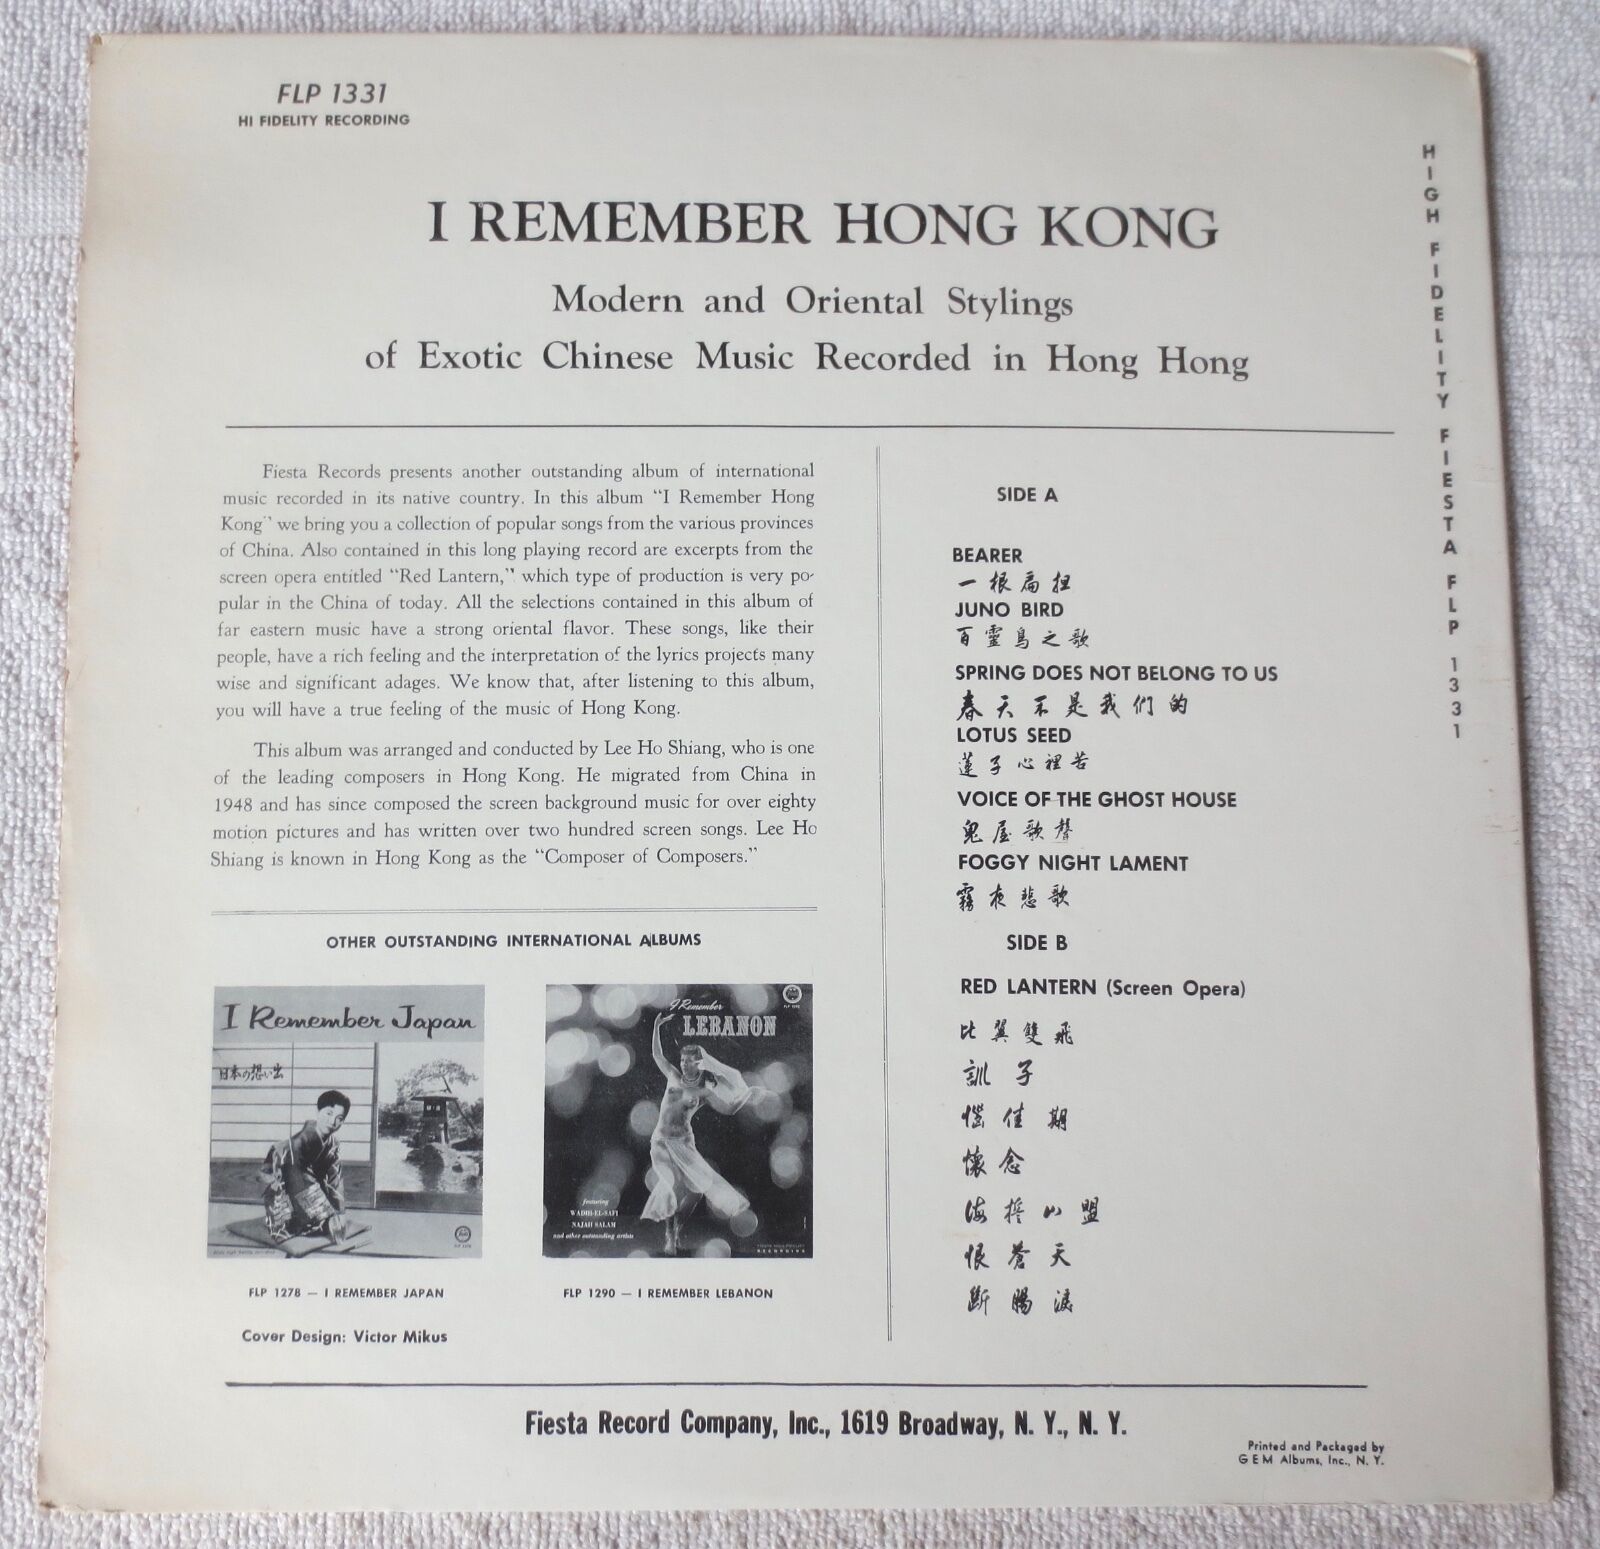 FLP 1331
HI FIDELITY RECORDING
I REMEMBER HONG KONG
Modern and Oriental Stylings
of Exotic Chinese Music Recorded in Hong Hong
HIGH FIDELITY FIESTA FLP 1331
Fiesta Records presents another outstanding album of international
music recorded in its native country. In this album "I Remember Hong
Kong" we bring you a collection of popular songs from the various provinces
of China. Also contained in this long playing record are excerpts from the
screen opera entitled "Red Lantern," which type of production is very po-
pular in the China of today. All the selections contained in this album of
far eastern music have a strong oriental flavor. These songs, like their
people, have a rich feeling and the interpretation of the lyrics projects many
wise and significant adages. We know that, after listening to this album,
you will have a true feeling of the music of Hong Kong.
This album was arranged and conducted by Lee Ho Shiang, who is one
of the leading composers in Hong Kong. He migrated from China in
1948 and has since composed the screen background music for over eighty
motion pictures and has written over two hundred screen songs. Lee Ho
Shiang is known in Hong Kong as the "Composer of Composers."
OTHER OUTSTANDING INTERNATIONAL ALBUMS
I Remember Japan
日本の想い出
I Remember
LEBANON
featuring
WADIH-EL-SAFI
NAJAH SALAM
and other outstanding artists
FLP 1278 — I REMEMBER JAPAN
FLP 1290 — I REMEMBER LEBANON
Cover Design: Victor Mikus
SIDE A
BEARER
一根扁担
JUNO BIRD
百靈鳥之歌
SPRING DOES NOT BELONG TO US
春天不是我们的
LOTUS SEED
蓮子心裡苦
VOICE OF THE GHOST HOUSE
鬼屋歌聲
FOGGY NIGHT LAMENT
霧夜悲歌
SIDE B
RED LANTERN (Screen Opera)
比翼雙飛
訓子
佳期
懷念
海誓山盟
恨蒼天
斷腸淚
Fiesta Record Company, Inc., 1619 Broadway, N. Y., N. Y.
Printed and Packaged by
G E M Albums, Inc., N. Y.